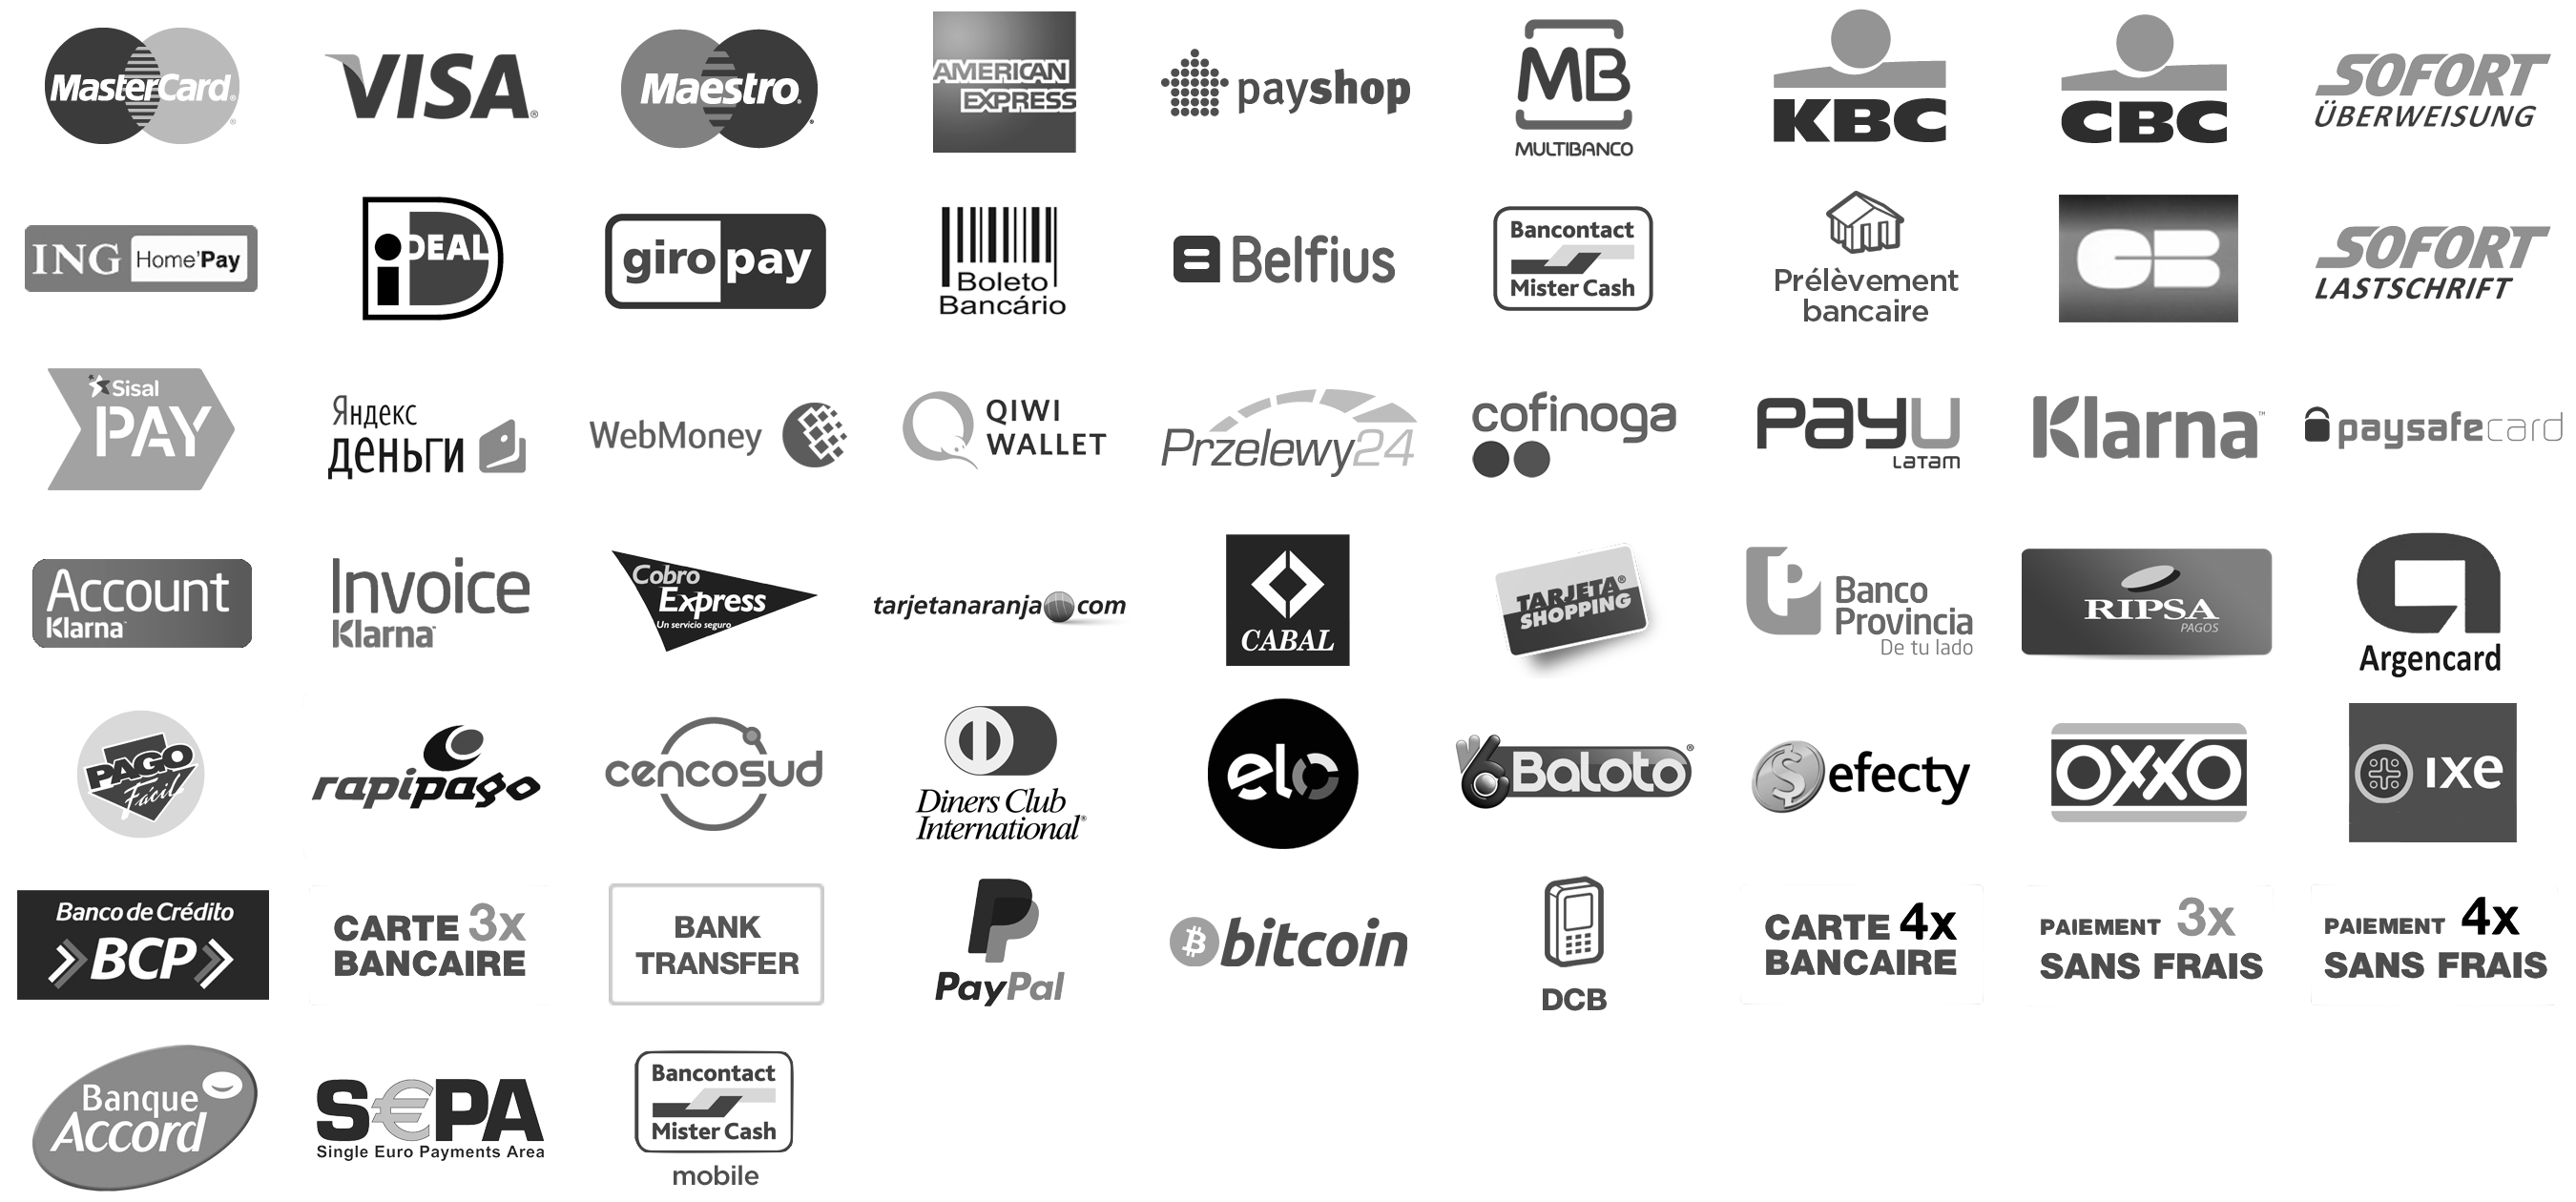 MasterCard®
VISA®
Maestro®
AMERICAN
EXPRESS
payshop
MB
MULTIBANCO
KBC
CBC
SOFORT
ÜBERWEISUNG
ING Home'Pay
iDEAL
giropay
Boleto
Bancário
Belfius
Bancontact
Mister Cash
Prélèvement
bancaire
CB
SOFORT
LASTSCHRIFT
Sisal
PAY
Яндекс
деньги
WebMoney
QIWI
WALLET
Przelewy24
cofinoga
PayU
Latam
Klarna™
paysafecard
Account
Klarna
Invoice
Klarna
Cobro
Express
Un servicio seguro
tarjetanaranja.com
CABAL
TARJETA®
SHOPPING
Banco
Provincia
De tu lado
RIPSA
PAGOS
Argencard
PAGO
Fácil
rapipago
cencosud
Diners Club
International®
elo
Baloto®
efecty
OXXO
ixe
Banco de Crédito
BCP
CARTE 3x
BANCAIRE
BANK
TRANSFER
PayPal
bitcoin
DCB
CARTE 4x
BANCAIRE
PAIEMENT 3x
SANS FRAIS
PAIEMENT 4x
SANS FRAIS
Banque
Accord
S€PA
Single Euro Payments Area
Bancontact
Mister Cash
mobile